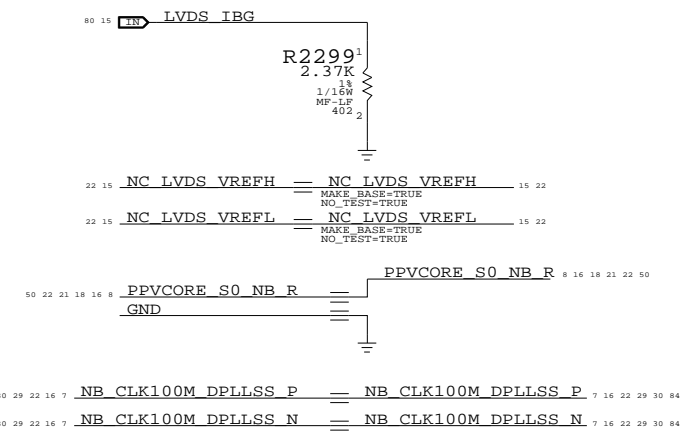 80 15 IN LVDS_IBG
R2299 1
2.37K
1%
1/16W
MF-LF
402 2
22 15 NC_LVDS_VREFH NC_LVDS_VREFH 15 22
MAKE_BASE=TRUE
NO_TEST=TRUE
22 15 NC_LVDS_VREFL NC_LVDS_VREFL 15 22
MAKE_BASE=TRUE
NO_TEST=TRUE
PPVCORE_S0_NB_R 8 16 18 21 22 50
50 22 21 18 16 8 PPVCORE_S0_NB_R
GND
30 29 22 16 7 NB_CLK100M_DPLLSS_P NB_CLK100M_DPLLSS_P 7 16 22 29 30 84
30 29 22 16 7 NB_CLK100M_DPLLSS_N NB_CLK100M_DPLLSS_N 7 16 22 29 30 84